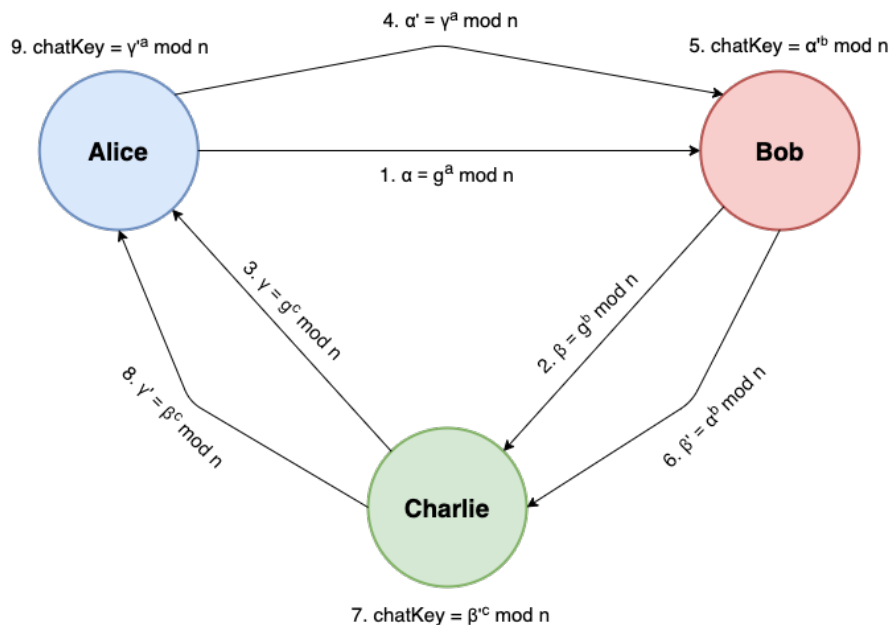 4. α' = γᵃ mod n
9. chatKey = γ'ᵃ mod n
5. chatKey = α'ᵇ mod n
Alice
Bob
1. α = gᵃ mod n
3. γ = gᶜ mod n
2. β = gᵇ mod n
8. γ' = βᶜ mod n
6. β' = αᵇ mod n
Charlie
7. chatKey = β'ᶜ mod n